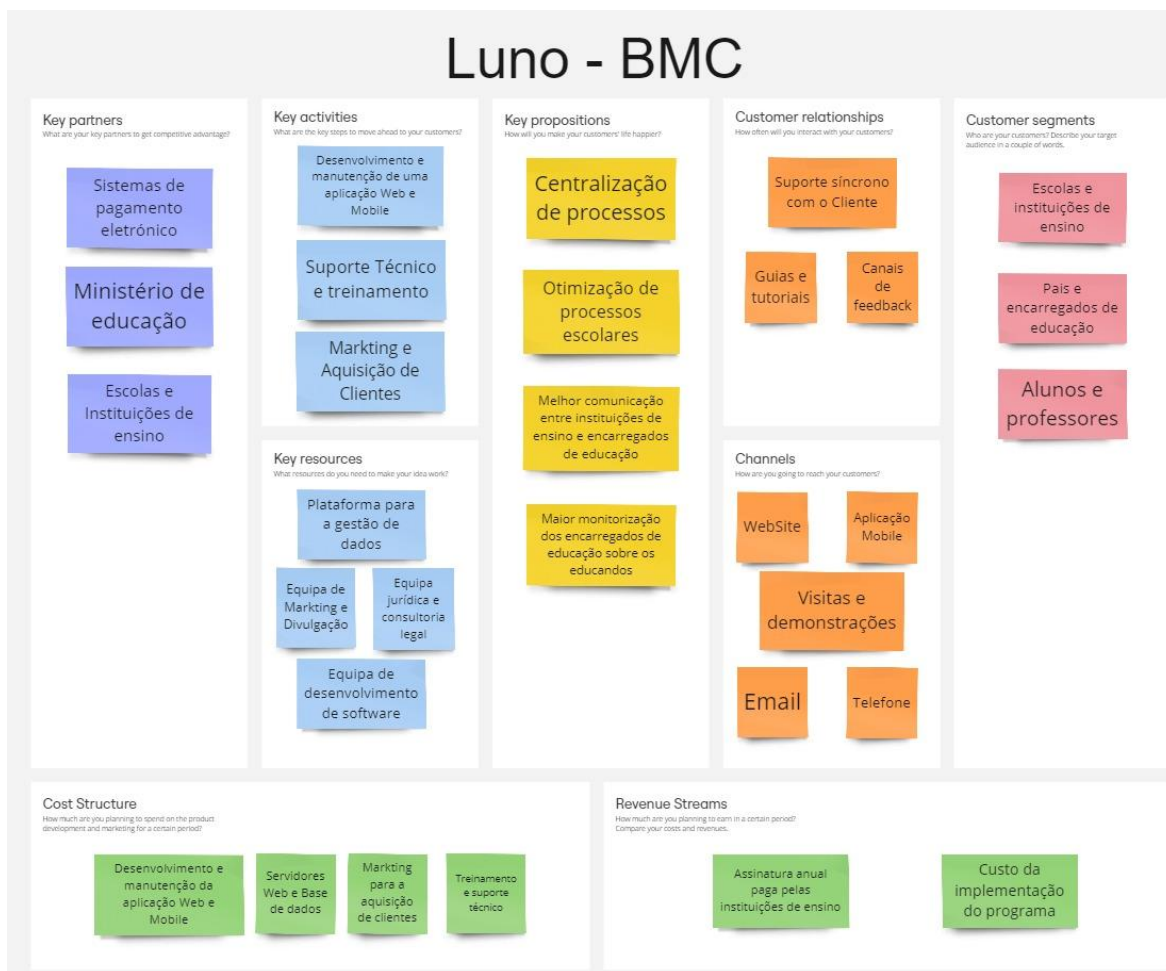 Luno - BMC
Key partners
What are your key partners to get competitive advantage?
Sistemas de
pagamento
eletrónico
Ministério de
educação
Escolas e
Instituições de
ensino
Key activities
What are the key steps to move ahead to your customers?
Desenvolvimento e
manutenção de uma
aplicação Web e
Mobile
Suporte Técnico
e treinamento
Markting e
Aquisição de
Clientes
Key resources
What resources do you need to make your idea work?
Plataforma para
a gestão de
dados
Equipa de
Markting e
Divulgação
Equipa
jurídica e
consultoria
legal
Equipa de
desenvolvimento
de software
Key propositions
How will you make your customers' life happier?
Centralização
de processos
Otimização de
processos
escolares
Melhor comunicação
entre instituições de
ensino e encarregados
de educação
Maior monitorização
dos encarregados de
educação sobre os
educandos
Customer relationships
How often will you interact with your customers?
Suporte síncrono
com o Cliente
Guias e
tutoriais
Canais
de
feedback
Channels
How are you going to reach your customers?
WebSite
Aplicação
Mobile
Visitas e
demonstrações
Email
Telefone
Customer segments
Who are your customers? Describe your target
audience in a couple of words.
Escolas e
instituições de
ensino
Pais e
encarregados de
educação
Alunos e
professores
Cost Structure
How much are you planning to spend on the product
development and marketing for a certain period?
Desenvolvimento e
manutenção da
aplicação Web e
Mobile
Servidores
Web e Base
de dados
Markting
para a
aquisição
de clientes
Treinamento
e suporte
técnico
Revenue Streams
How much are you planning to earn in a certain period?
Compare your costs and revenues.
Assinatura anual
paga pelas
instituições de ensino
Custo da
implementação
do programa